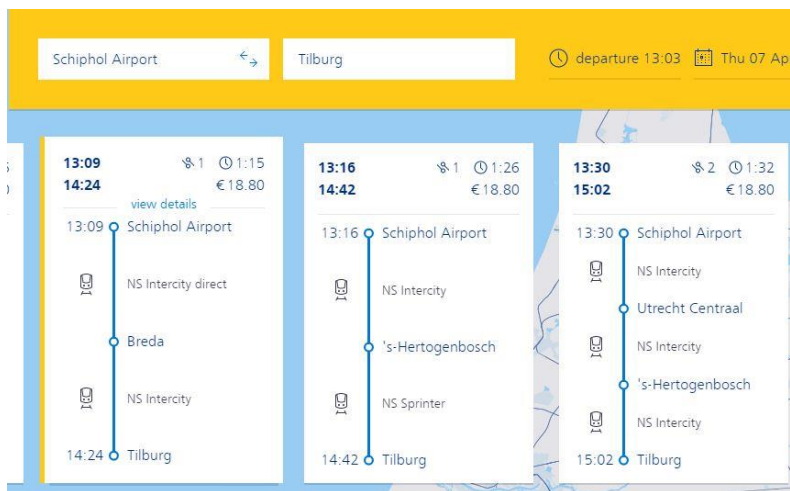 Schiphol Airport
Tilburg
departure 13:03
Thu 07 Ap
13:09 1 1:15
14:24 € 18.80
view details
13:09 Schiphol Airport
NS Intercity direct
Breda
NS Intercity
14:24 Tilburg
13:16 1 1:26
14:42 € 18.80
13:16 Schiphol Airport
NS Intercity
's-Hertogenbosch
NS Sprinter
14:42 Tilburg
13:30 2 1:32
15:02 € 18.80
13:30 Schiphol Airport
NS Intercity
Utrecht Centraal
NS Intercity
's-Hertogenbosch
NS Intercity
15:02 Tilburg